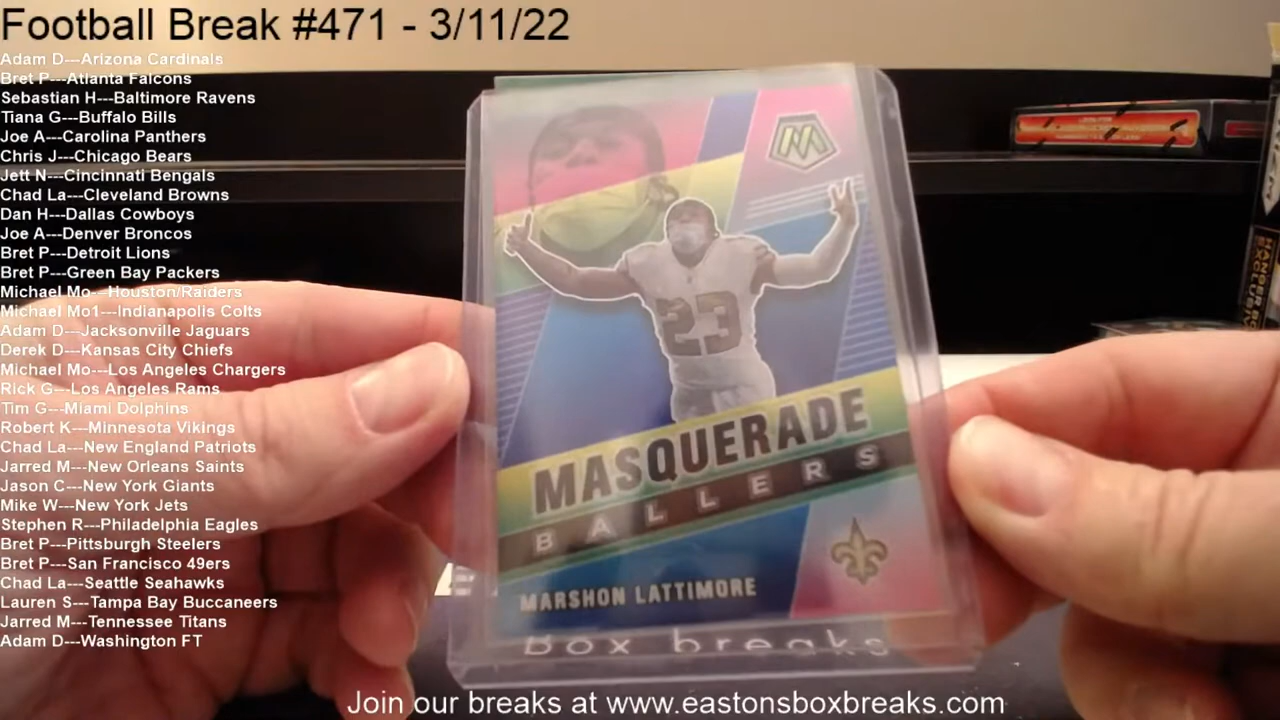 Football Break #471 - 3/11/22
Adam D---Arizona Cardinals
Bret P---Atlanta Falcons
Sebastian H---Baltimore Ravens
Tiana G---Buffalo Bills
Joe A---Carolina Panthers
Chris J---Chicago Bears
Jett N---Cincinnati Bengals
Chad La---Cleveland Browns
Dan H---Dallas Cowboys
Joe A---Denver Broncos
Bret P---Detroit Lions
Bret P---Green Bay Packers
Michael Mo---Houston/Raiders
Michael Mo1---Indianapolis Colts
Adam D---Jacksonville Jaguars
Derek D---Kansas City Chiefs
Michael Mo---Los Angeles Chargers
Rick G---Los Angeles Rams
Tim G---Miami Dolphins
Robert K---Minnesota Vikings
Chad La---New England Patriots
Jarred M---New Orleans Saints
Jason C---New York Giants
Mike W---New York Jets
Stephen R---Philadelphia Eagles
Bret P---Pittsburgh Steelers
Bret P---San Francisco 49ers
Chad La---Seattle Seahawks
Lauren S---Tampa Bay Buccaneers
Jarred M---Tennessee Titans
Adam D---Washington FT
M
23
MASQUERADE
BALLERS
MARSHON LATTIMORE
Box breaks
Join our breaks at www.eastonsboxbreaks.com